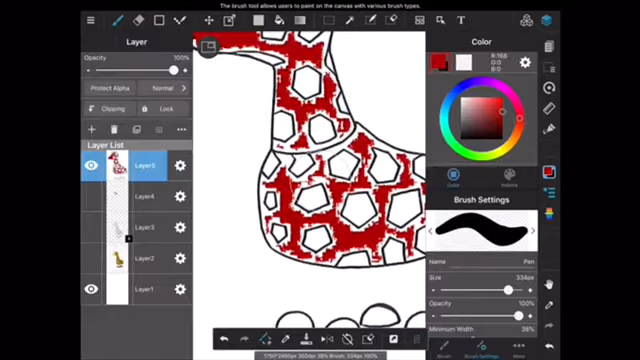 The brush tool allows users to paint on the canvas with various brush types.
Layer
Opacity 100%
- +
Protect Alpha Normal >
Clipping Lock
Layer List
Layer5
Layer4
Layer3
Layer2
Layer1
Color
R:166
G:0
B:0
Color Palette
Brush Settings
Name Pen
Size 334px
- +
Opacity 100%
- +
Minimum Width 38%
Brush Brush Settings More